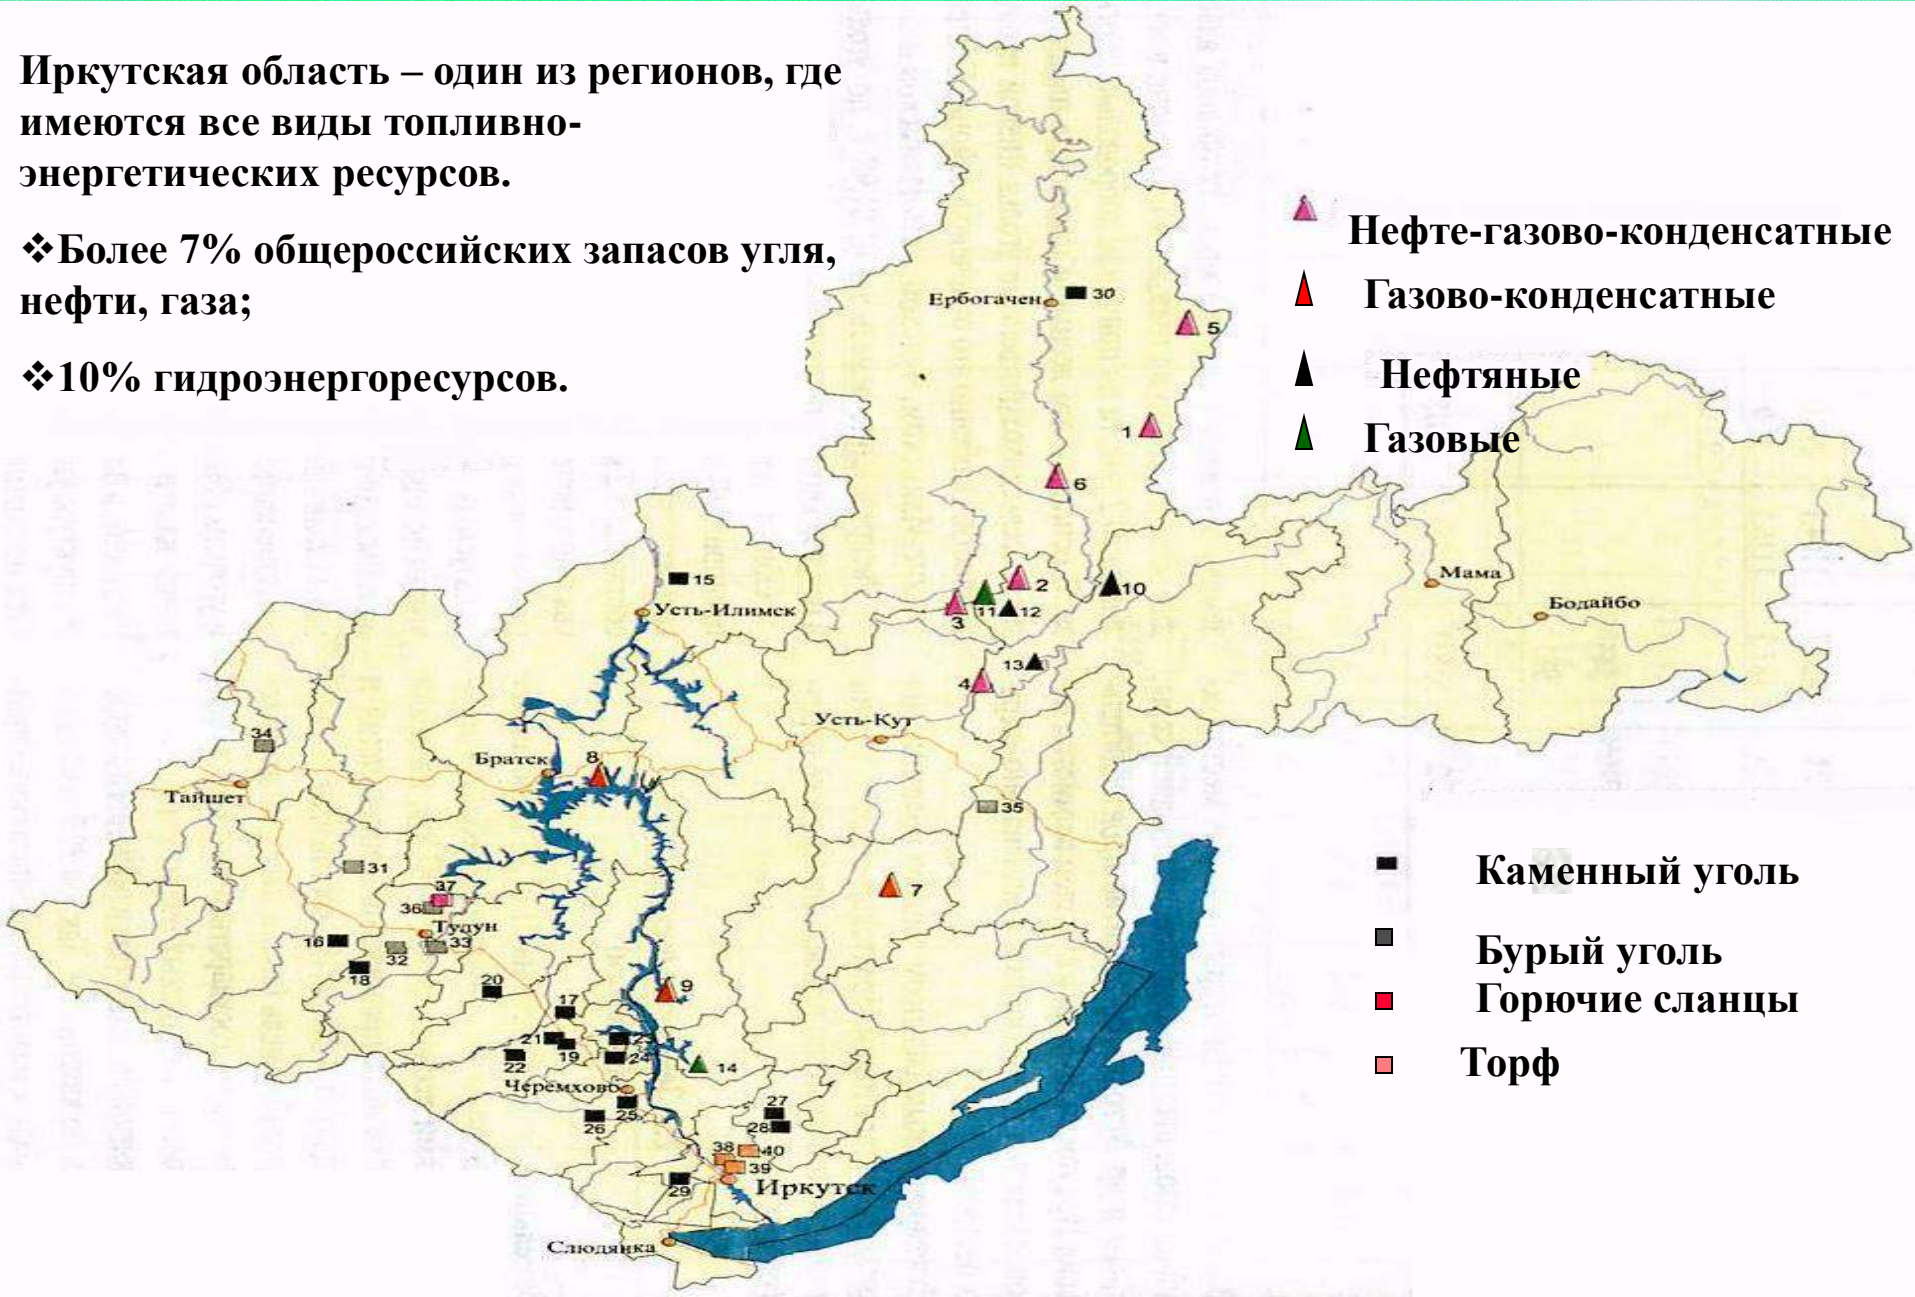 Иркутская область – один из регионов, где
имеются все виды топливно-
энергетических ресурсов.
❖Более 7% общероссийских запасов угля,
нефти, газа;
❖10% гидроэнергоресурсов.
Нефте-газово-конденсатные
Газово-конденсатные
Нефтяные
Газовые
Ербогачен
30
5
1
6
2
10
11
12
3
13
4
Мама
Бодайбо
15
Усть-Илимск
Усть-Кут
34
Братск
8
Тайшет
35
31
7
37
36
Тулун
33
16
32
18
20
9
17
21
19
23
22
24
14
Черемхово
25
26
27
28
38
40
39
29
Иркутск
Слюдянка
Каменный уголь
Бурый уголь
Горючие сланцы
Торф